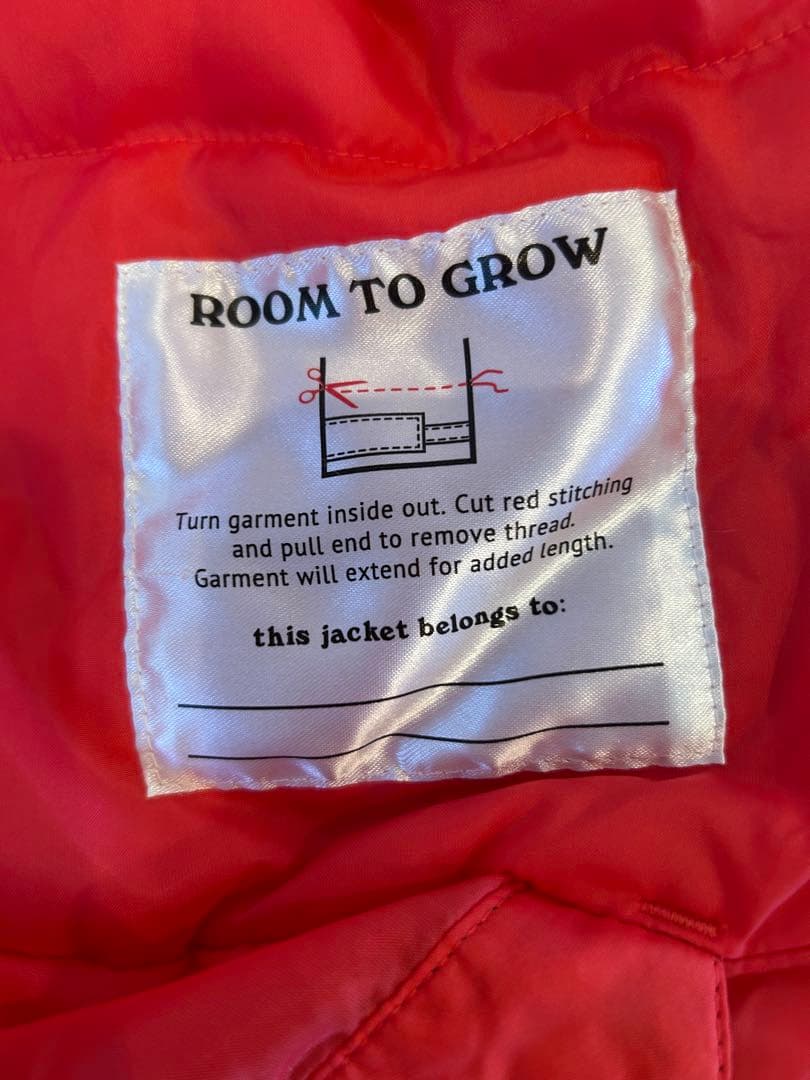 ROOM TO GROW
Turn garment inside out. Cut red stitching
and pull end to remove thread.
Garment will extend for added length.
this jacket belongs to: